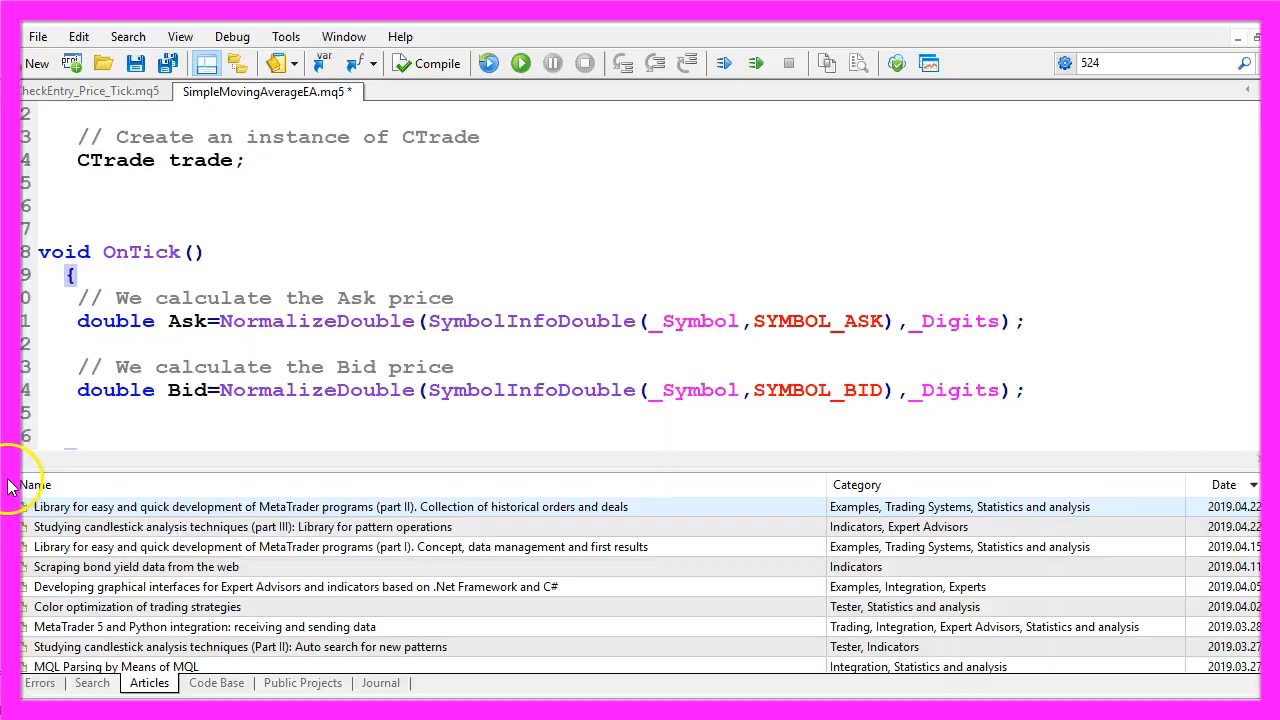 File Edit Search View Debug Tools Window Help
New Compile 524
CheckEntry_Price_Tick.mq5 SimpleMovingAverageEA.mq5 *
2
3 // Create an instance of CTrade
4 CTrade trade;
5
6
7
8 void OnTick()
9 {
0 // We calculate the Ask price
1 double Ask=NormalizeDouble(SymbolInfoDouble(_Symbol,SYMBOL_ASK),_Digits);
2
3 // We calculate the Bid price
4 double Bid=NormalizeDouble(SymbolInfoDouble(_Symbol,SYMBOL_BID),_Digits);
5
6
Name Category Date
Library for easy and quick development of MetaTrader programs (part II). Collection of historical orders and deals Examples, Trading Systems, Statistics and analysis 2019.04.22
Studying candlestick analysis techniques (part III): Library for pattern operations Indicators, Expert Advisors 2019.04.22
Library for easy and quick development of MetaTrader programs (part I). Concept, data management and first results Examples, Trading Systems, Statistics and analysis 2019.04.15
Scraping bond yield data from the web Indicators 2019.04.11
Developing graphical interfaces for Expert Advisors and indicators based on .Net Framework and C# Examples, Integration, Experts 2019.04.05
Color optimization of trading strategies Tester, Statistics and analysis 2019.04.02
MetaTrader 5 and Python integration: receiving and sending data Trading, Integration, Expert Advisors, Statistics and analysis 2019.03.28
Studying candlestick analysis techniques (Part II): Auto search for new patterns Tester, Indicators 2019.03.27
MQL Parsing by Means of MQL Integration, Statistics and analysis 2019.03.27
Errors Search Articles Code Base Public Projects Journal